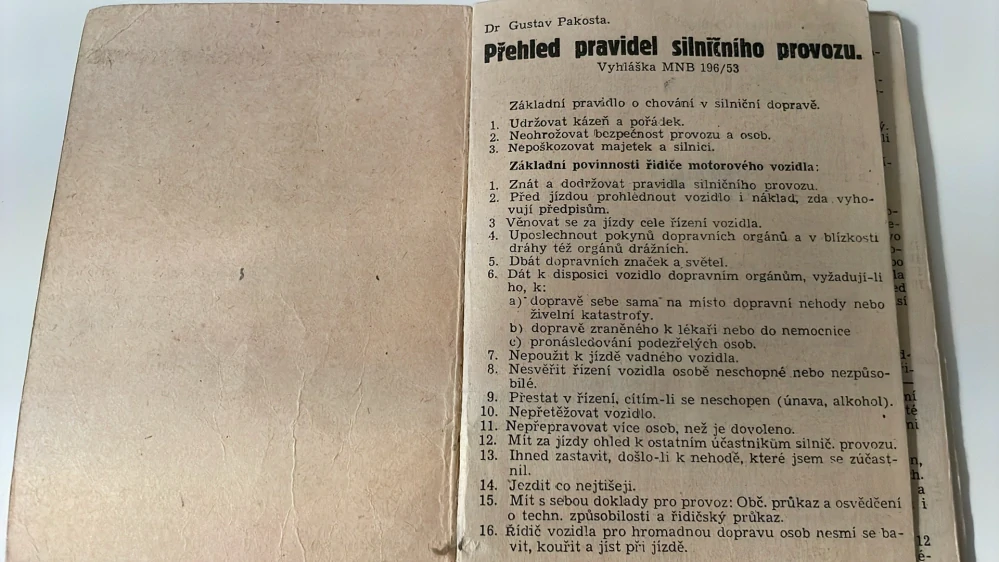 Dr Gustav Pakosta.
Přehled pravidel silničního provozu.
Vyhláška MNB 196/53
Základní pravidlo o chování v silniční dopravě.
1. Udržovat kázeň a pořádek.
2. Neohrožovat bezpečnost provozu a osob.
3. Nepoškozovat majetek a silnici.
Základní povinnosti řidiče motorového vozidla:
1. Znát a dodržovat pravidla silničního provozu.
2. Před jízdou prohlednout vozidlo i náklad, zda vyho-
vují předpisům.
3 Věnovat se za jízdy cele řízení vozidla.
4. Uposlechnout pokynů dopravních orgánů a v blízkosti
dráhy též orgánů drážních.
5. Dbát dopravních značek a světel.
6. Dát k disposici vozidlo dopravním orgánům, vyžadují-li
ho, k:
a) dopravě sebe sama na místo dopravní nehody nebo
živelní katastrofy.
b) dopravě zraněného k lékaři nebo do nemocnice
c) pronásledování podezřelých osob.
7. Nepoužít k jízdě vadného vozidla.
8. Nesvěřit řízení vozidla osobě neschopné nebo nezpůso-
bilé.
9. Přestat v řízení, cítím-li se neschopen (únava, alkohol).
10. Nepřetěžovat vozidlo.
11. Nepřepravovat více osob, než je dovoleno.
12. Mít za jízdy ohled k ostatním účastníkům silnič. provozu.
13. Ihned zastavit, došlo-li k nehodě, které jsem se zúčast-
nil.
14. Jezdit co nejtišeji.
15. Mít s sebou doklady pro provoz: Obč. průkaz a osvědčení
o techn. způsobilosti a řidičský průkaz.
16. Řídič vozidla pro hromadnou dopravu osob nesmí se ba-
vit, kouřit a jíst při jízdě.